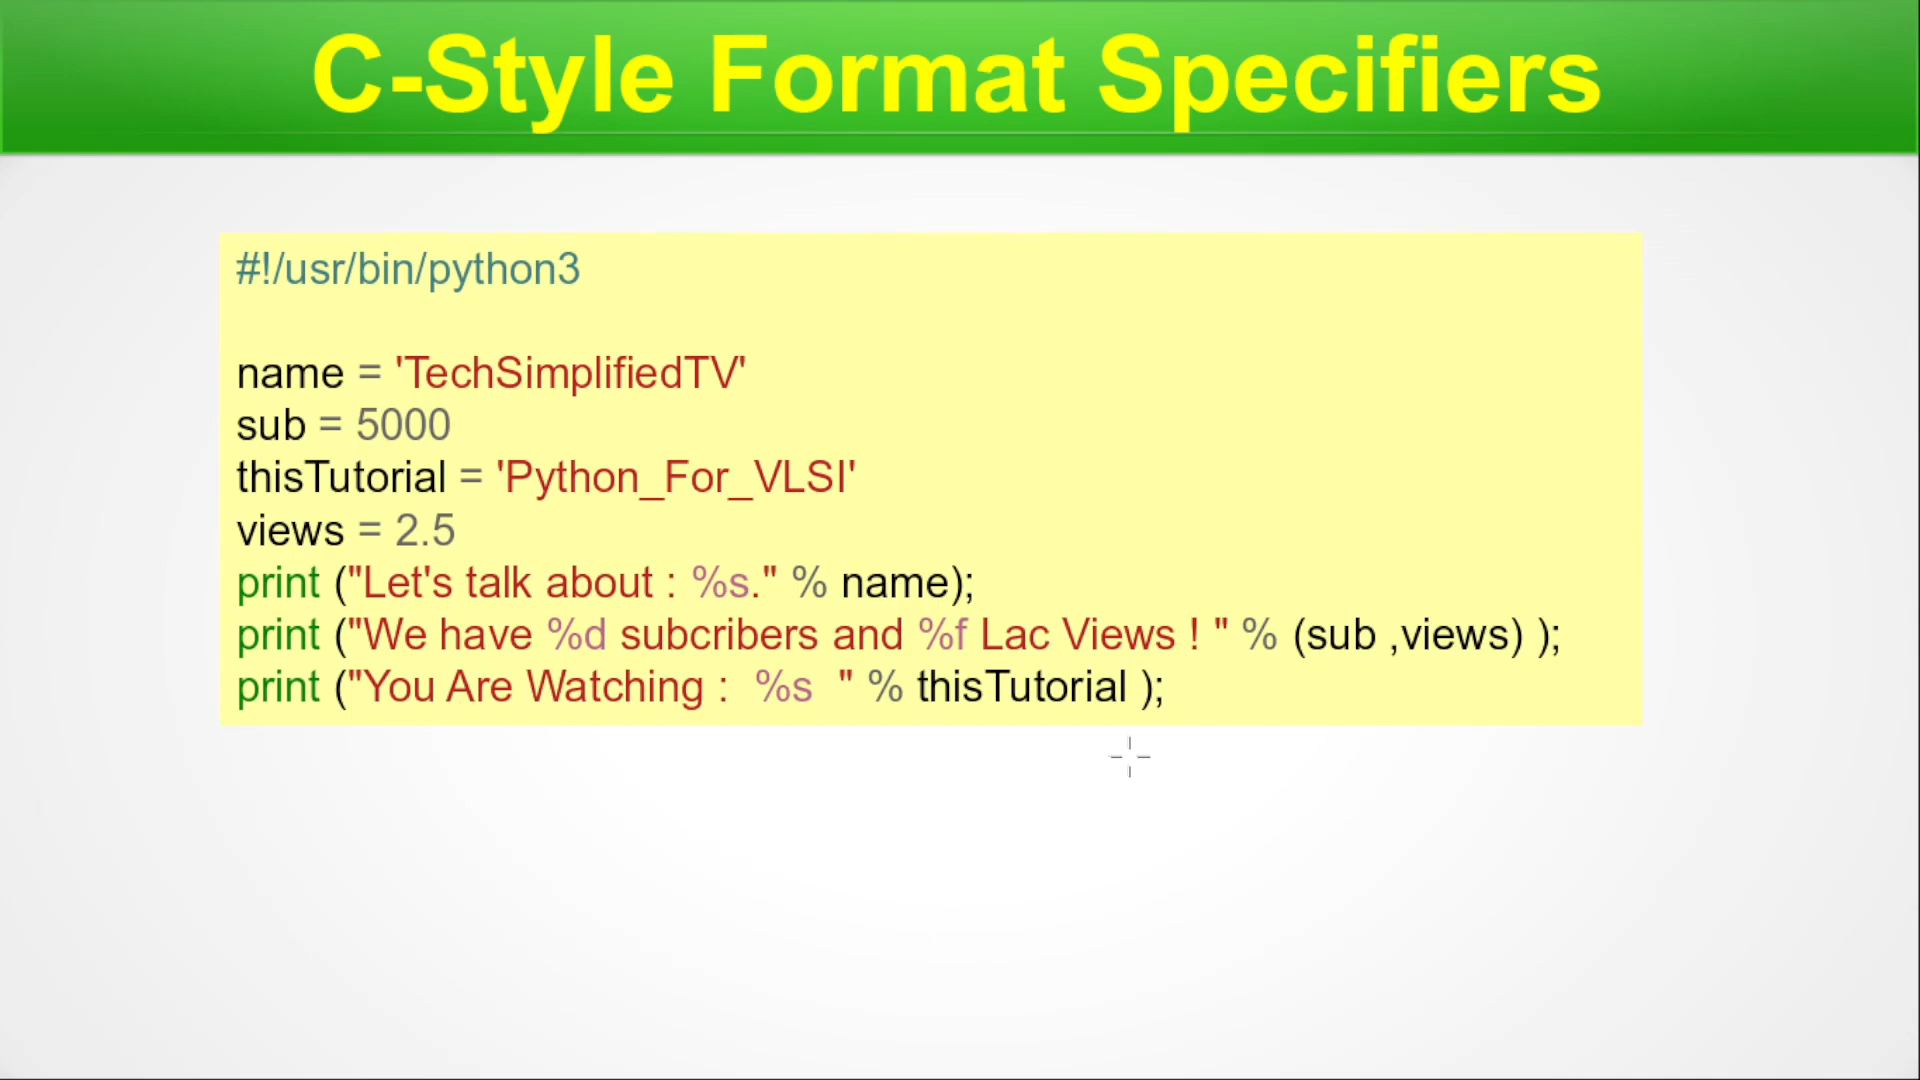 C-Style Format Specifiers
#!/usr/bin/python3
name = 'TechSimplifiedTV'
sub = 5000
thisTutorial = 'Python_For_VLSI'
views = 2.5
print ("Let's talk about : %s." % name);
print ("We have %d subcribers and %f Lac Views ! " % (sub ,views) );
print ("You Are Watching :  %s  " % thisTutorial );